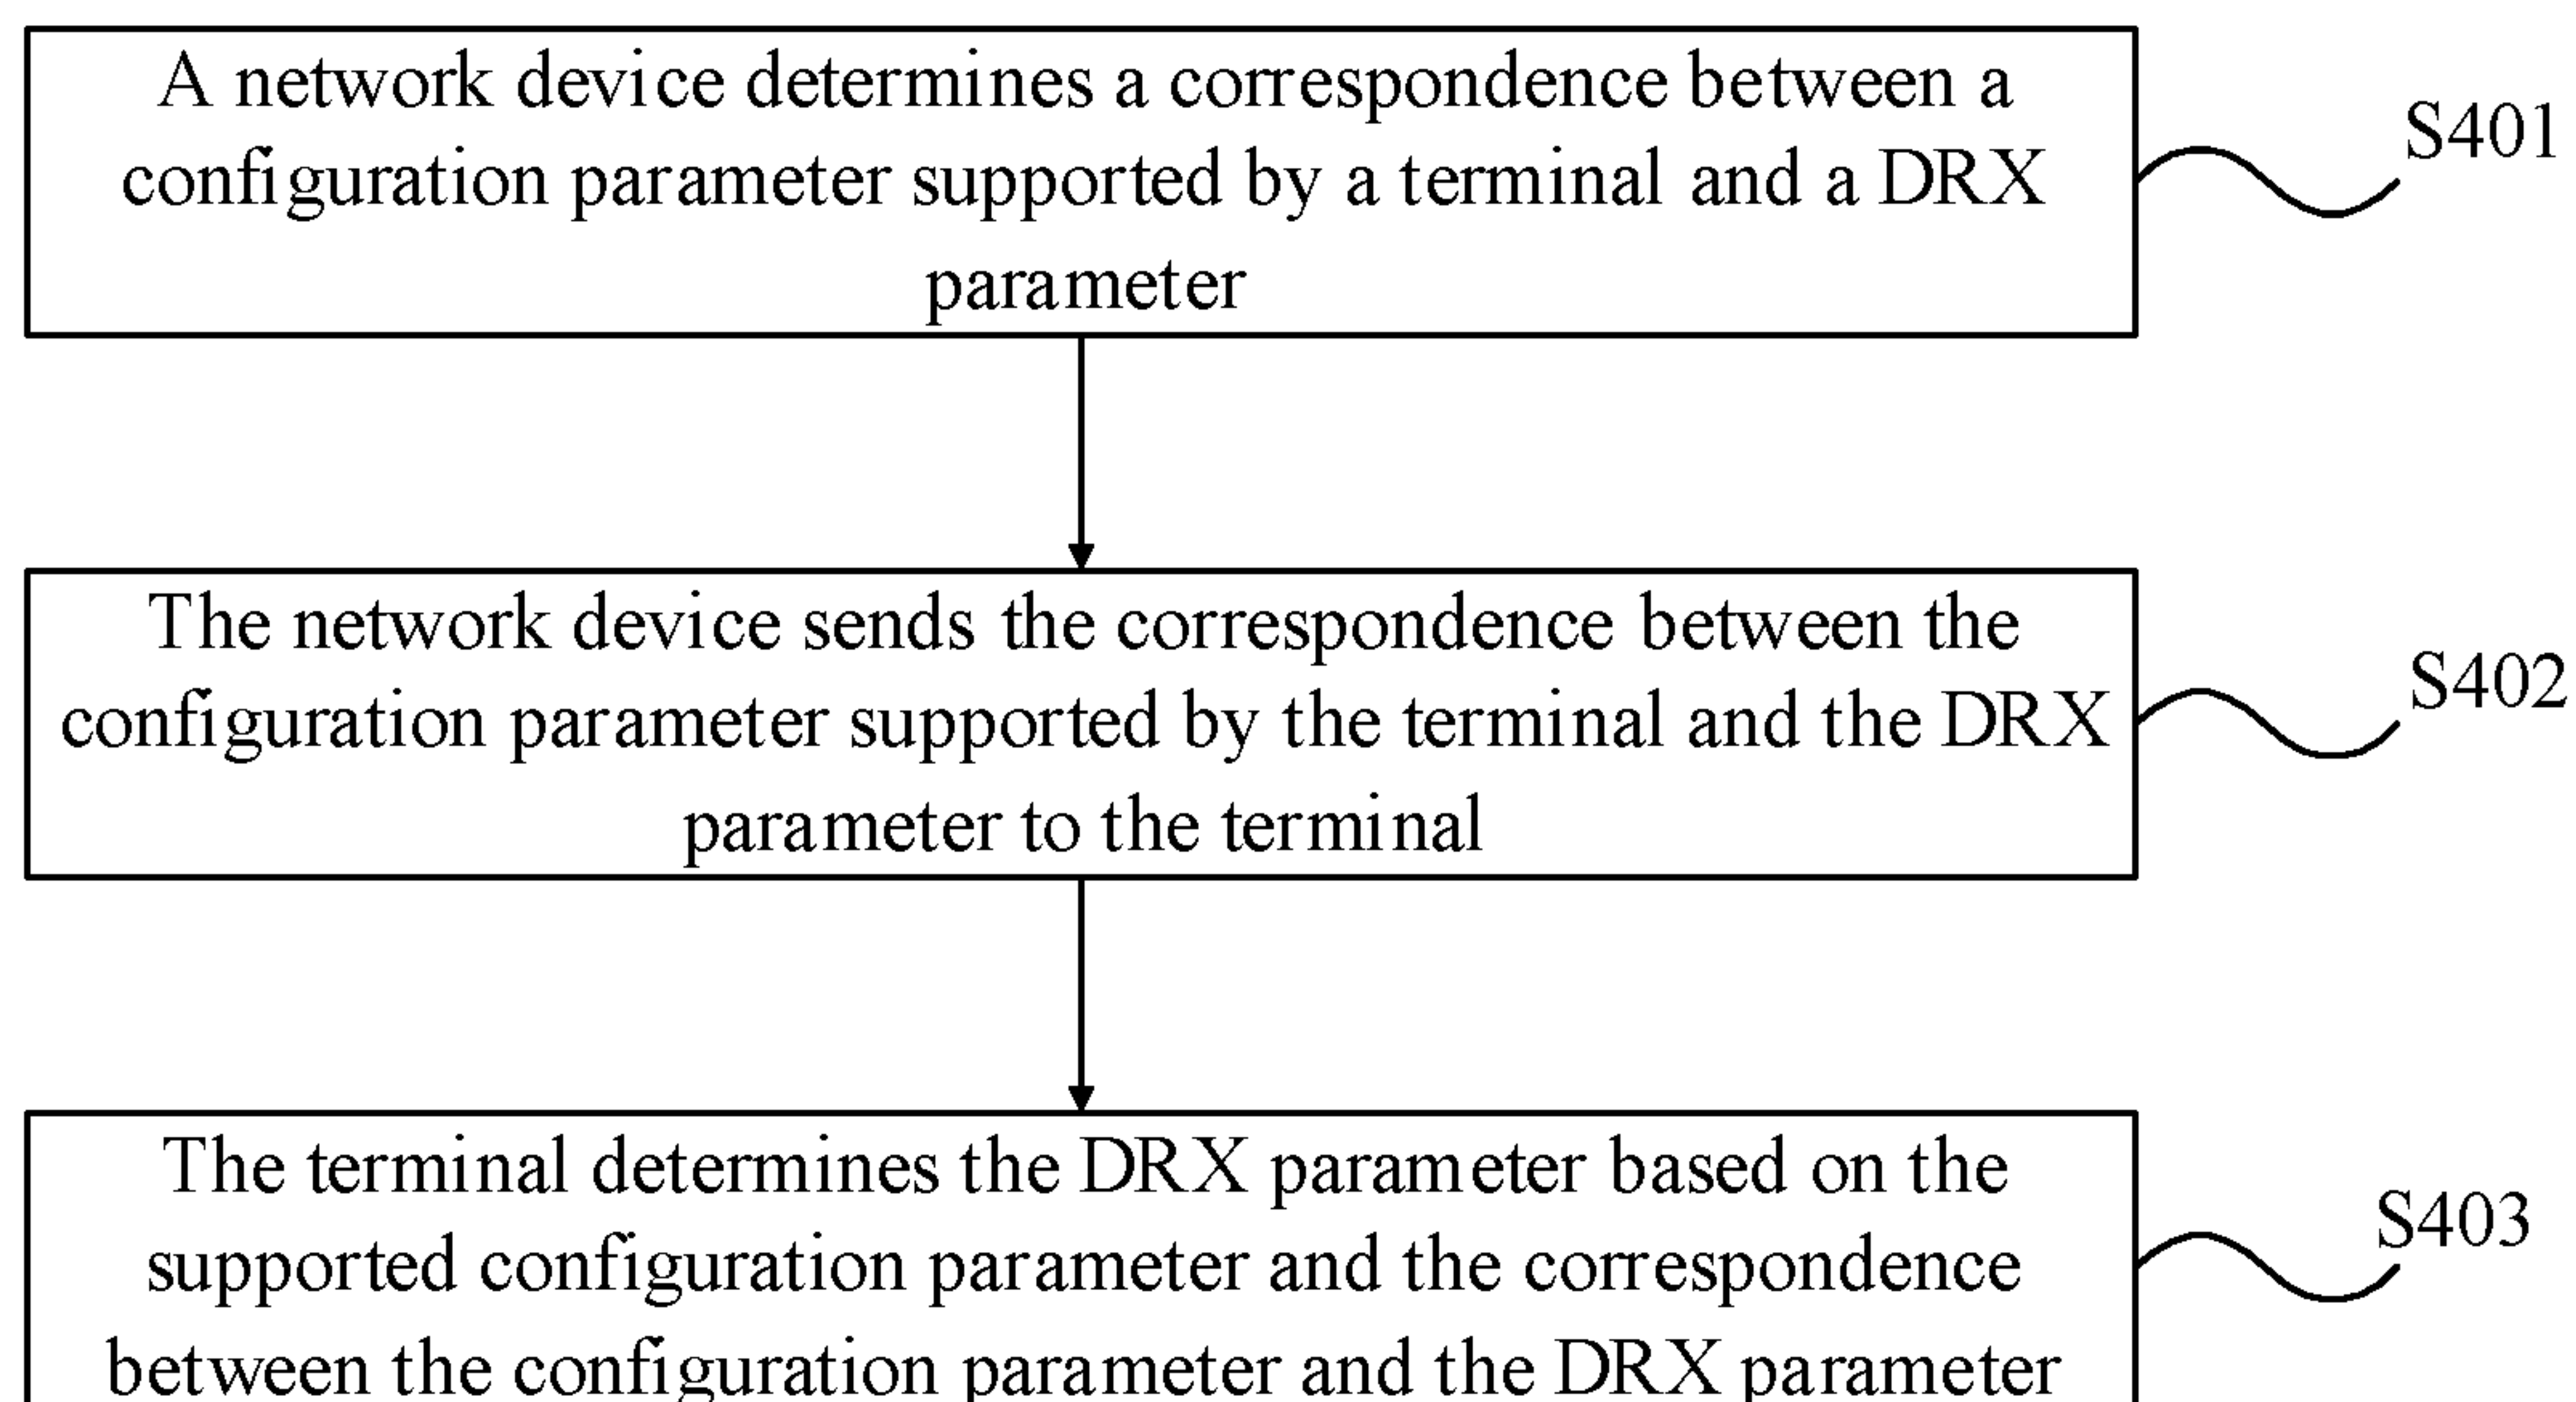 A network device determines a correspondence between a
configuration parameter supported by a terminal and a DRX
parameter
S401
The network device sends the correspondence between the
configuration parameter supported by the terminal and the DRX
parameter to the terminal
S402
The terminal determines the DRX parameter based on the
supported configuration parameter and the correspondence
between the configuration parameter and the DRX parameter
S403